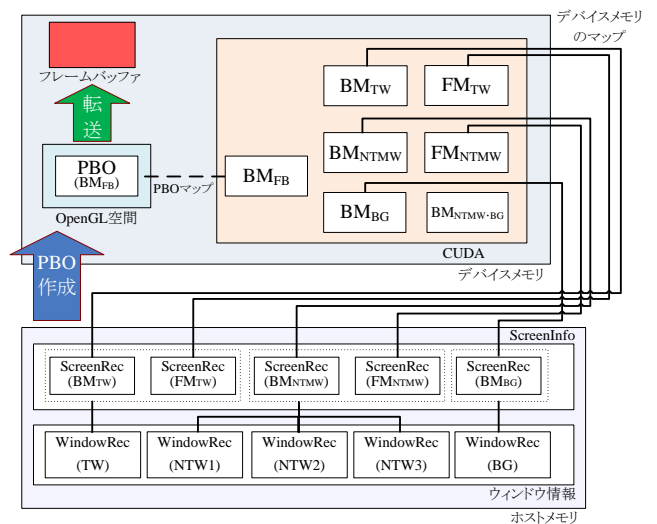 デバイスメモリ
のマップ
フレームバッファ
転
送
BMTW
FMTW
BMNTMW
FMNTMW
PBO
(BMFB)
PBOマップ
BMFB
OpenGL空間
BMBG
BMNTMW·BG
CUDA
デバイスメモリ
PBO
作成
ScreenInfo
ScreenRec
(BMTW)
ScreenRec
(FMTW)
ScreenRec
(BMNTMW)
ScreenRec
(FMNTMW)
ScreenRec
(BMBG)
WindowRec
(TW)
WindowRec
(NTW1)
WindowRec
(NTW2)
WindowRec
(NTW3)
WindowRec
(BG)
ウィンドウ情報
ホストメモリ